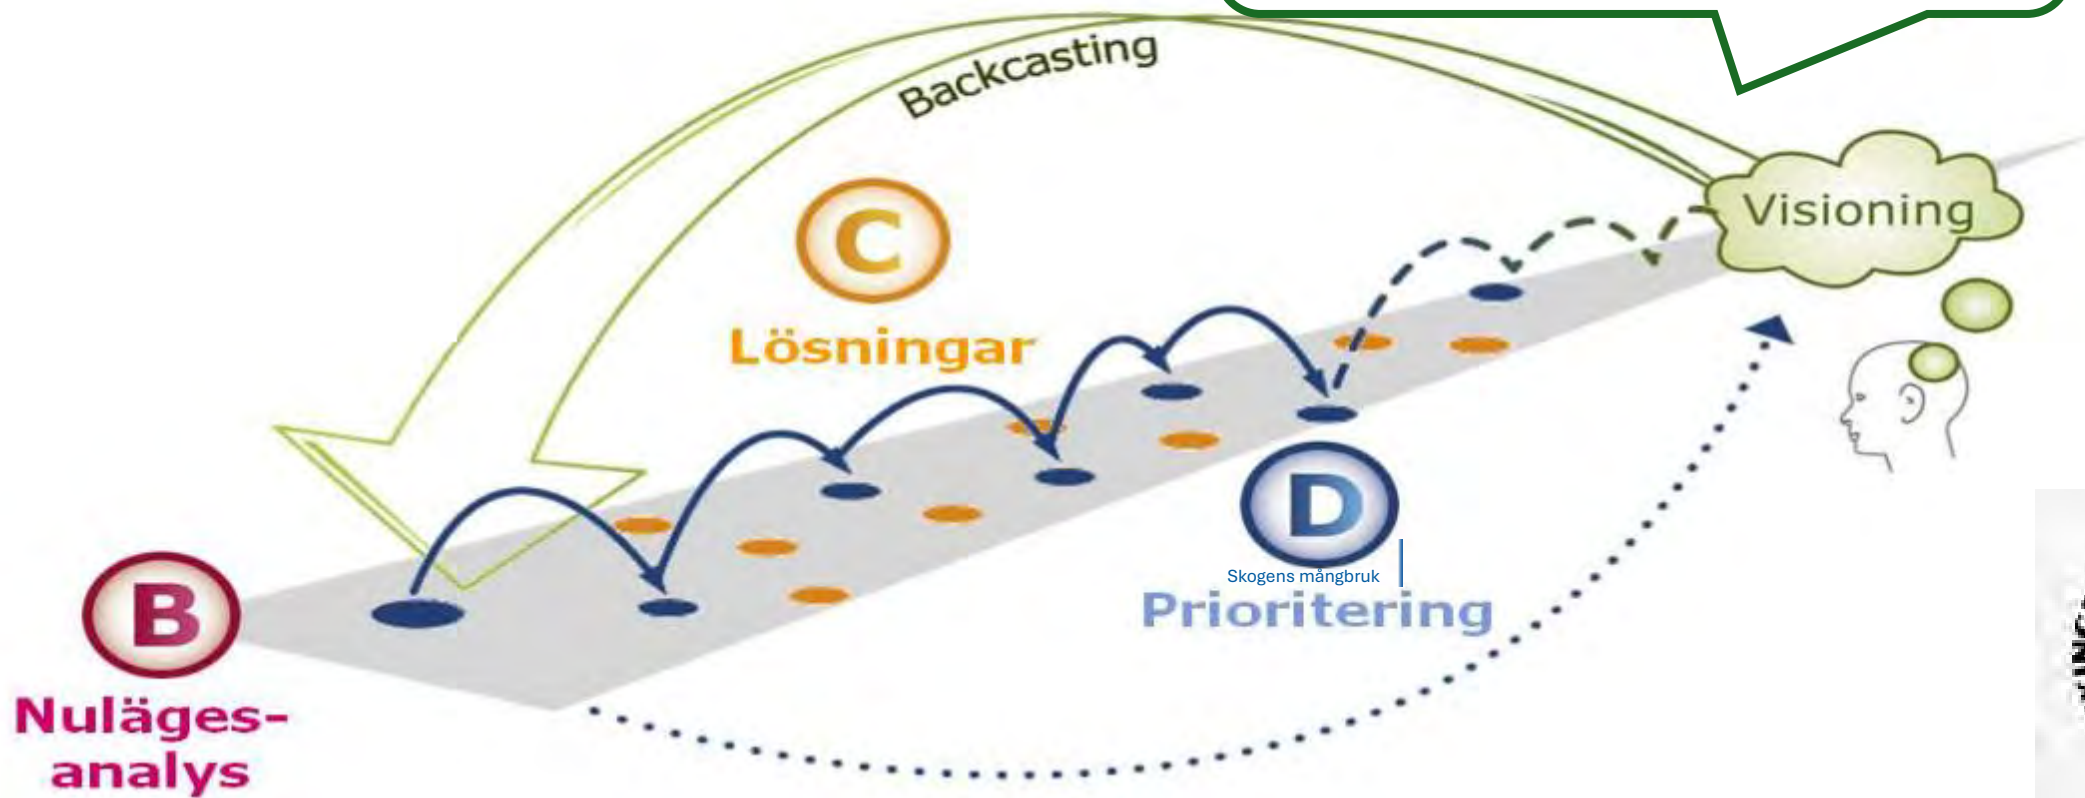 Backcasting
Visioning
C
Lösningar
D
Skogens mångbruk
Prioritering
B
Nuläges-
analys